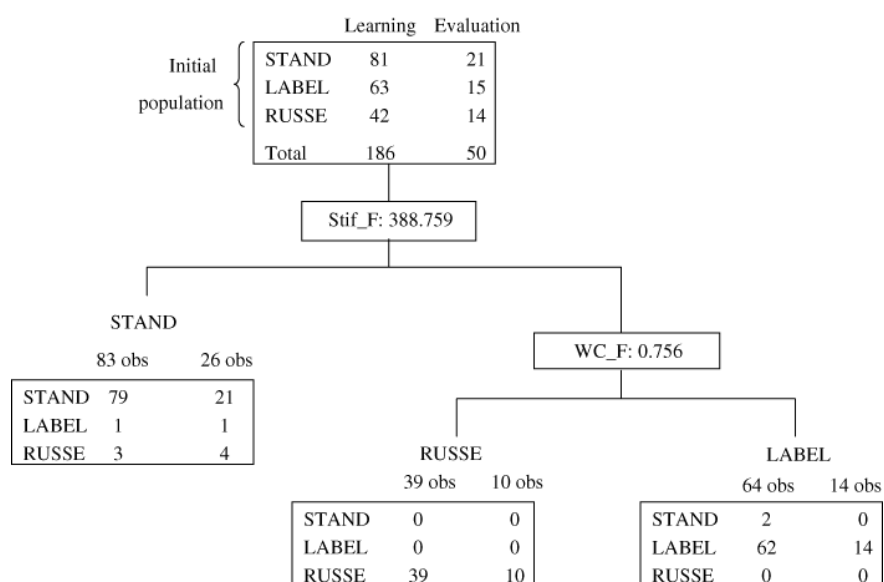 Learning Evaluation
Initial
population
STAND 81 21
LABEL 63 15
RUSSE 42 14
Total 186 50
Stif_F: 388.759
STAND
83 obs 26 obs
STAND 79 21
LABEL 1 1
RUSSE 3 4
WC_F: 0.756
RUSSE
39 obs 10 obs
STAND 0 0
LABEL 0 0
RUSSE 39 10
LABEL
64 obs 14 obs
STAND 2 0
LABEL 62 14
RUSSE 0 0